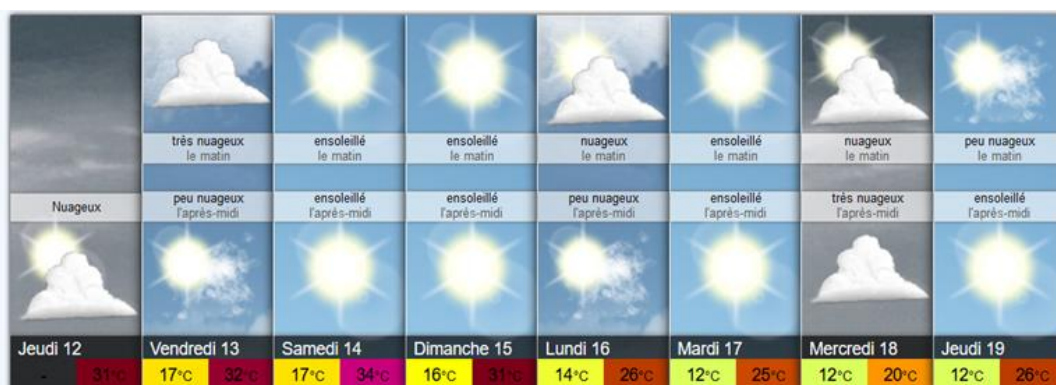 très nuageux
le matin
ensoleillé
le matin
ensoleillé
le matin
nuageux
le matin
ensoleillé
le matin
nuageux
le matin
peu nuageux
le matin
Nuageux
peu nuageux
l'après-midi
ensoleillé
l'après-midi
ensoleillé
l'après-midi
peu nuageux
l'après-midi
ensoleillé
l'après-midi
très nuageux
l'après-midi
ensoleillé
l'après-midi
Jeudi 12
Vendredi 13
Samedi 14
Dimanche 15
Lundi 16
Mardi 17
Mercredi 18
Jeudi 19
- 31°C
17°C 32°C
17°C 34°C
16°C 31°C
14°C 26°C
12°C 25°C
12°C 20°C
12°C 26°C